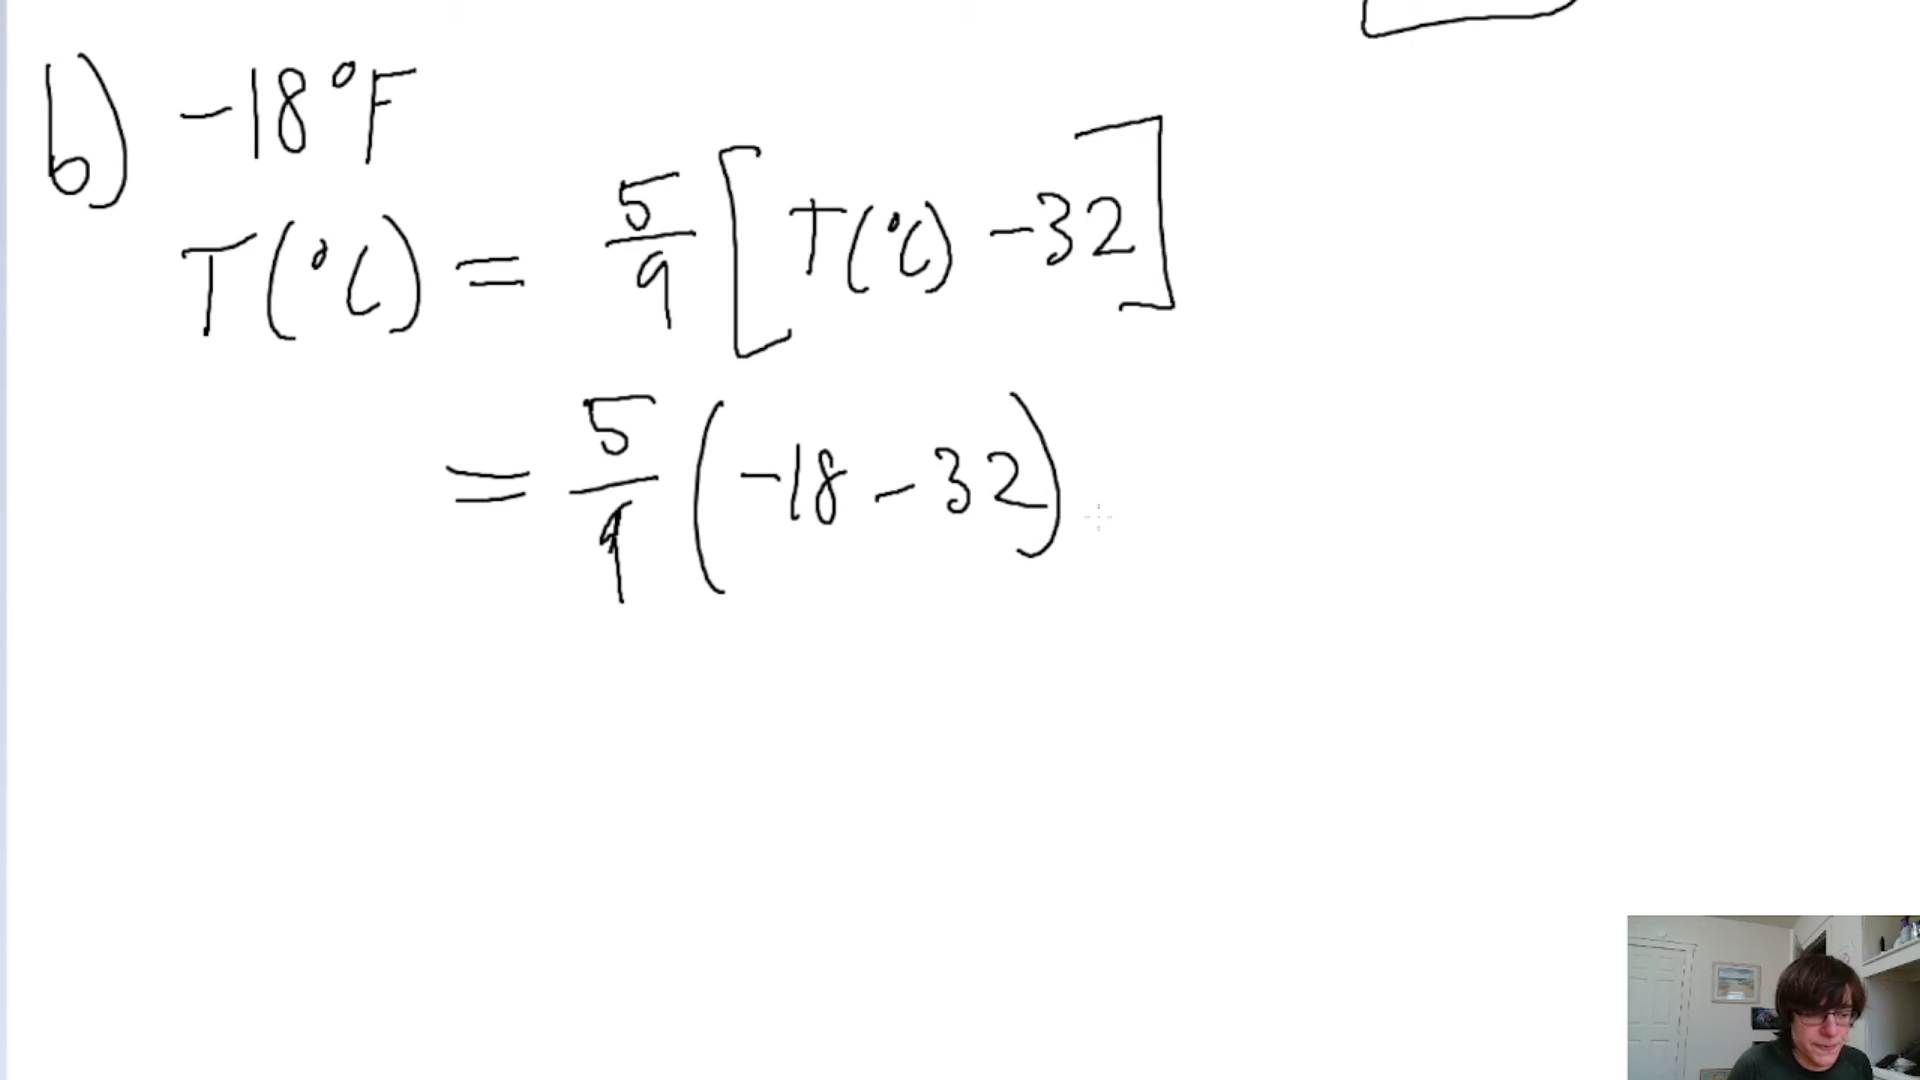 b) -18°F
T(°C) = 5/9 [T(°C) - 32]
= 5/9 (-18 - 32)